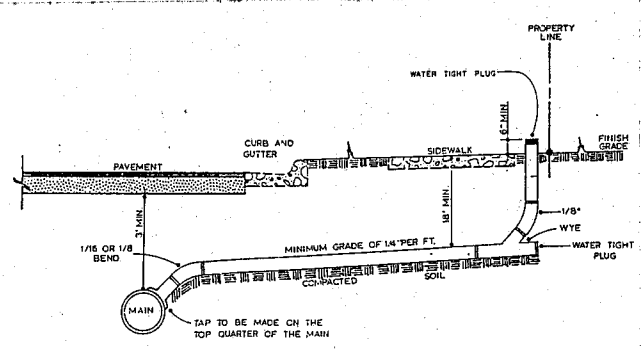 PROPERTY
LINE
WATER TIGHT PLUG
6" MIN.
CURB AND
GUTTER
SIDEWALK
FINISH
GRADE
PAVEMENT
3' MIN.
18" MIN.
1/8"
WYE
1/16 OR 1/8
BEND
MINIMUM GRADE OF 1/4" PER FT.
WATER TIGHT
PLUG
COMPACTED SOIL
MAIN
TAP TO BE MADE ON THE
TOP QUARTER OF THE MAIN